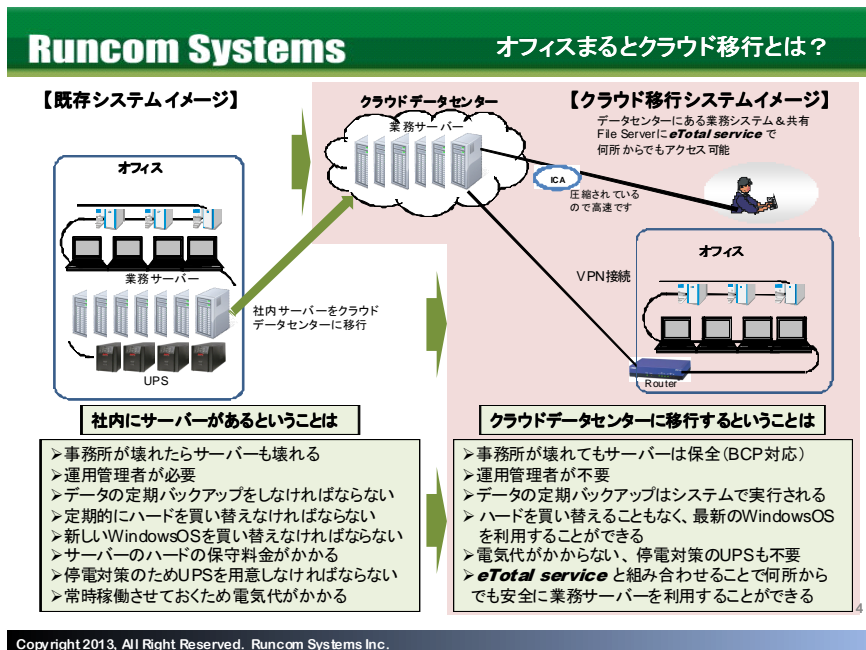 Runcom Systems
オフィスまるとクラウド移行とは？
【既存システムイメージ】
クラウドデータセンター
業務サーバー
【クラウド移行システムイメージ】
データセンターにある業務システム＆共有
File Serverに eTotal service で
何所からでもアクセス可能
オフィス
ICA
圧縮されている
ので高速です
オフィス
業務サーバー
社内サーバーをクラウド
データセンターに移行
VPN接続
UPS
Router
社内にサーバーがあるということは
➢事務所が壊れたらサーバーも壊れる
➢運用管理者が必要
➢データの定期バックアップをしなければならない
➢定期的にハードを買い替えなければならない
➢新しいWindowsOSを買い替えなければならない
➢サーバーのハードの保守料金がかかる
➢停電対策のためUPSを用意しなければならない
➢常時稼働させておくため電気代がかかる
クラウドデータセンターに移行するということは
➢事務所が壊れてもサーバーは保全（BCP対応）
➢運用管理者が不要
➢データの定期バックアップはシステムで実行される
➢ ハードを買い替えることもなく、最新のWindowsOS
を利用することができる
➢電気代がかからない、停電対策のUPSも不要
➢eTotal service と組み合わせることで何所から
でも安全に業務サーバーを利用することができる
4
Copyright 2013, All Right Reserved. Runcom Systems Inc.